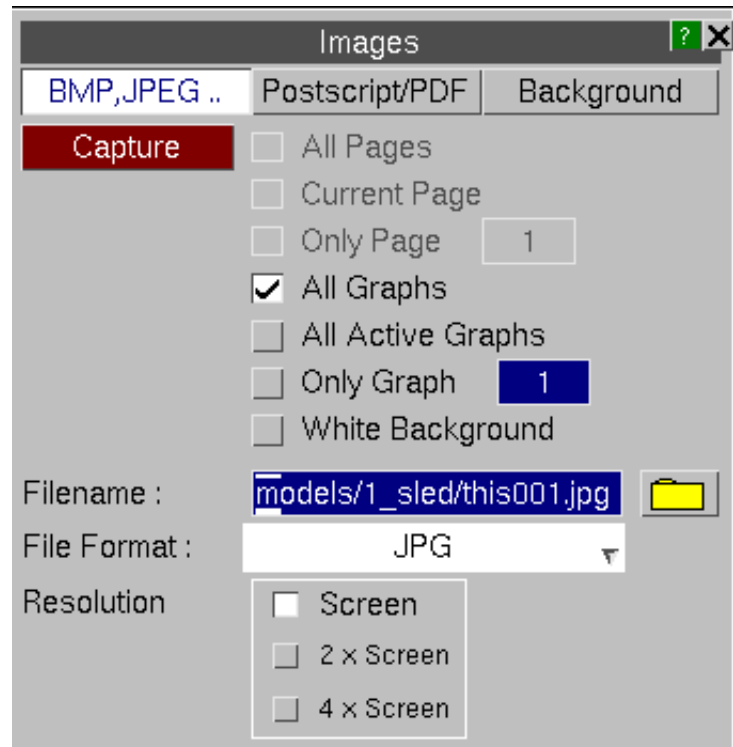 Images ?
BMP,JPEG .. Postscript/PDF Background
Capture All Pages
Current Page
Only Page 1
All Graphs
All Active Graphs
Only Graph 1
White Background
Filename : models/1_sled/this001.jpg
File Format : JPG
Resolution Screen
2 x Screen
4 x Screen